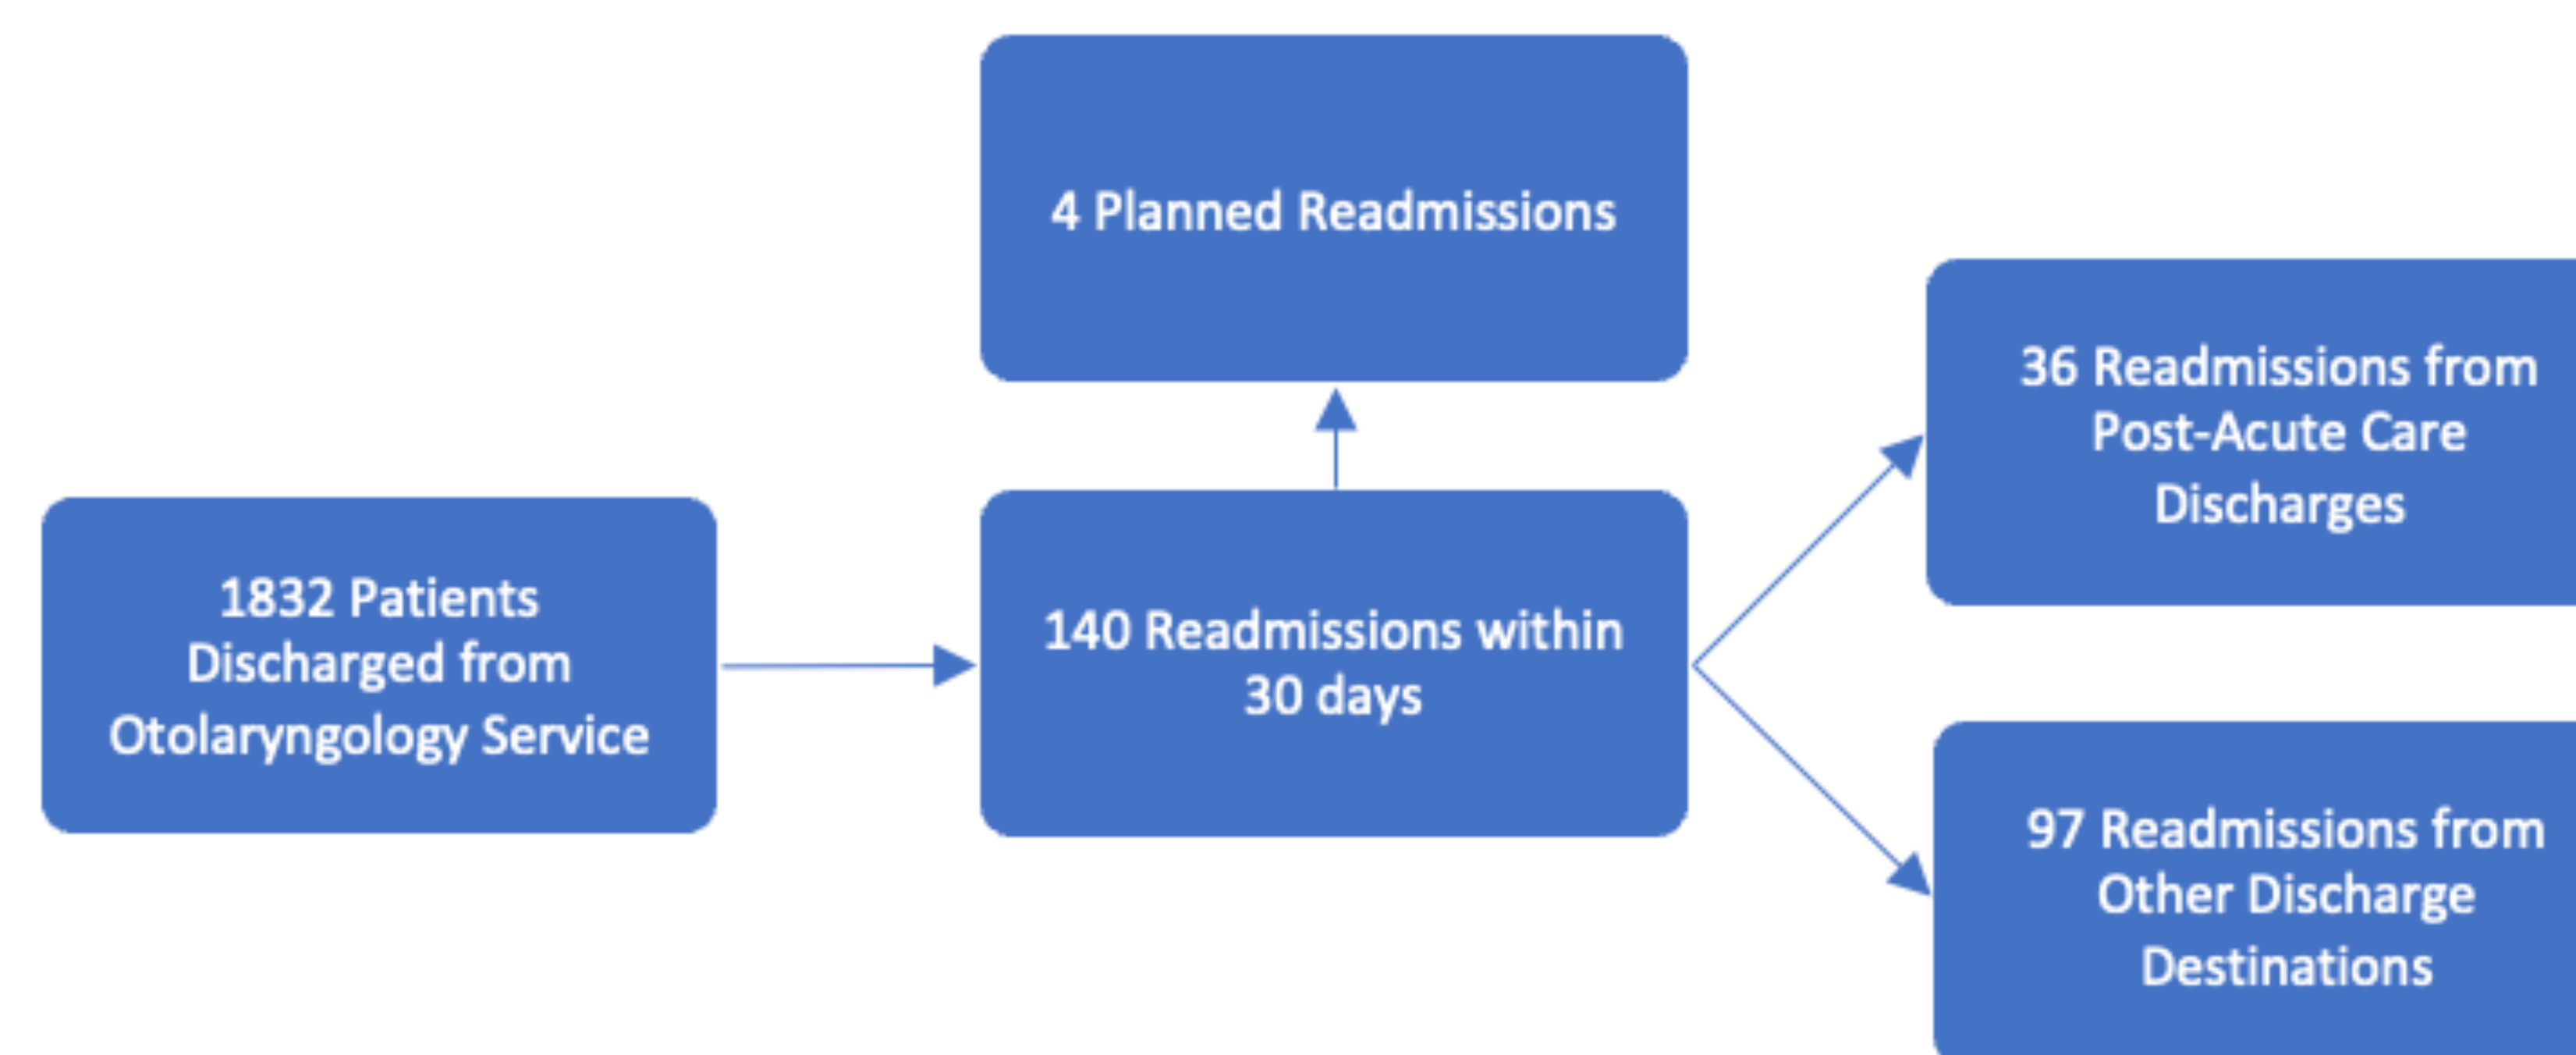 4 Planned Readmissions
1832 Patients
Discharged from
Otolaryngology Service
140 Readmissions within
30 days
36 Readmissions from
Post-Acute Care
Discharges
97 Readmissions from
Other Discharge
Destinations